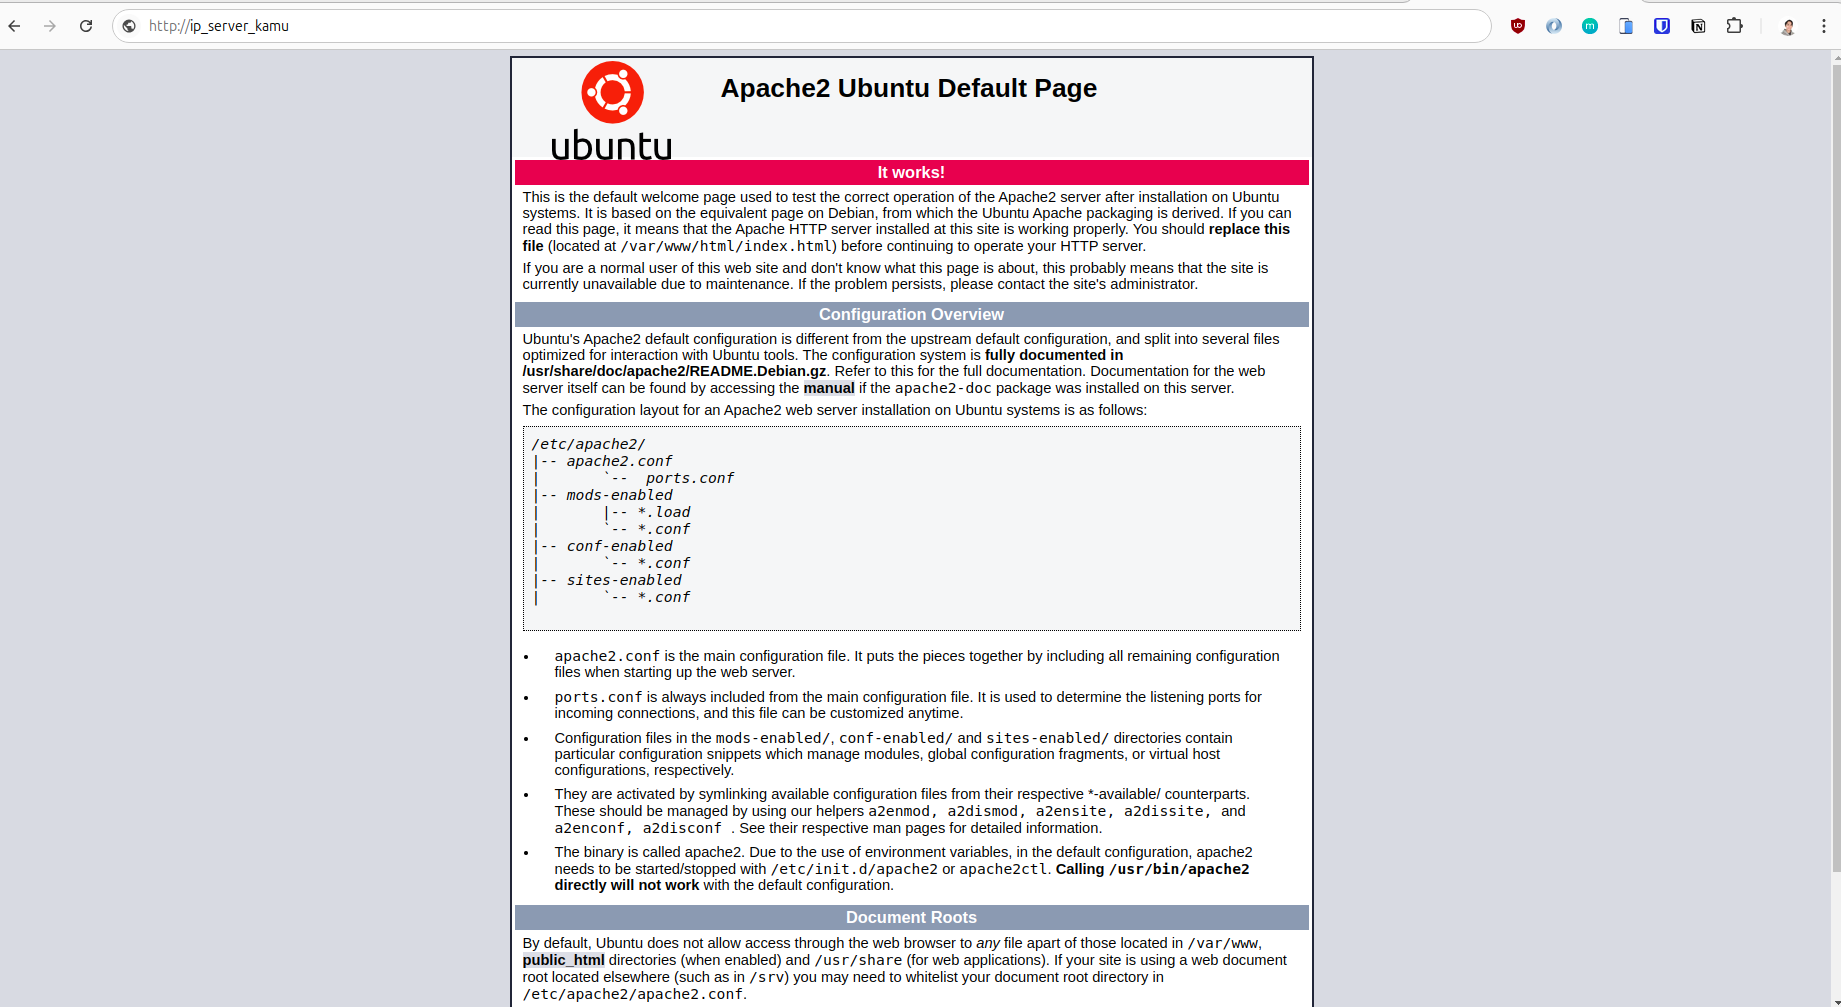 http://ip_server_kamu
Apache2 Ubuntu Default Page
ubuntu
It works!
This is the default welcome page used to test the correct operation of the Apache2 server after installation on Ubuntu
systems. It is based on the equivalent page on Debian, from which the Ubuntu Apache packaging is derived. If you can
read this page, it means that the Apache HTTP server installed at this site is working properly. You should replace this
file (located at /var/www/html/index.html) before continuing to operate your HTTP server.
If you are a normal user of this web site and don't know what this page is about, this probably means that the site is
currently unavailable due to maintenance. If the problem persists, please contact the site's administrator.
Configuration Overview
Ubuntu's Apache2 default configuration is different from the upstream default configuration, and split into several files
optimized for interaction with Ubuntu tools. The configuration system is fully documented in
/usr/share/doc/apache2/README.Debian.gz. Refer to this for the full documentation. Documentation for the web
server itself can be found by accessing the manual if the apache2-doc package was installed on this server.
The configuration layout for an Apache2 web server installation on Ubuntu systems is as follows:
/etc/apache2/
|-- apache2.conf
|       `--  ports.conf
|-- mods-enabled
|       |-- *.load
|       `-- *.conf
|-- conf-enabled
|       `-- *.conf
|-- sites-enabled
|       `-- *.conf
• apache2.conf is the main configuration file. It puts the pieces together by including all remaining configuration
files when starting up the web server.
• ports.conf is always included from the main configuration file. It is used to determine the listening ports for
incoming connections, and this file can be customized anytime.
• Configuration files in the mods-enabled/, conf-enabled/ and sites-enabled/ directories contain
particular configuration snippets which manage modules, global configuration fragments, or virtual host
configurations, respectively.
• They are activated by symlinking available configuration files from their respective *-available/ counterparts.
These should be managed by using our helpers a2enmod, a2dismod, a2ensite, a2dissite, and
a2enconf, a2disconf . See their respective man pages for detailed information.
• The binary is called apache2. Due to the use of environment variables, in the default configuration, apache2
needs to be started/stopped with /etc/init.d/apache2 or apache2ctl. Calling /usr/bin/apache2
directly will not work with the default configuration.
Document Roots
By default, Ubuntu does not allow access through the web browser to any file apart of those located in /var/www,
public_html directories (when enabled) and /usr/share (for web applications). If your site is using a web document
root located elsewhere (such as in /srv) you may need to whitelist your document root directory in
/etc/apache2/apache2.conf.